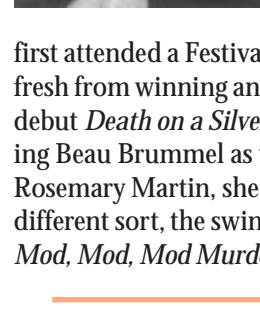 first attended a Festiva
fresh from winning an
debut Death on a Silve
ing Beau Brummel as
Rosemary Martin, she
different sort, the swin
Mod, Mod, Mod Murd